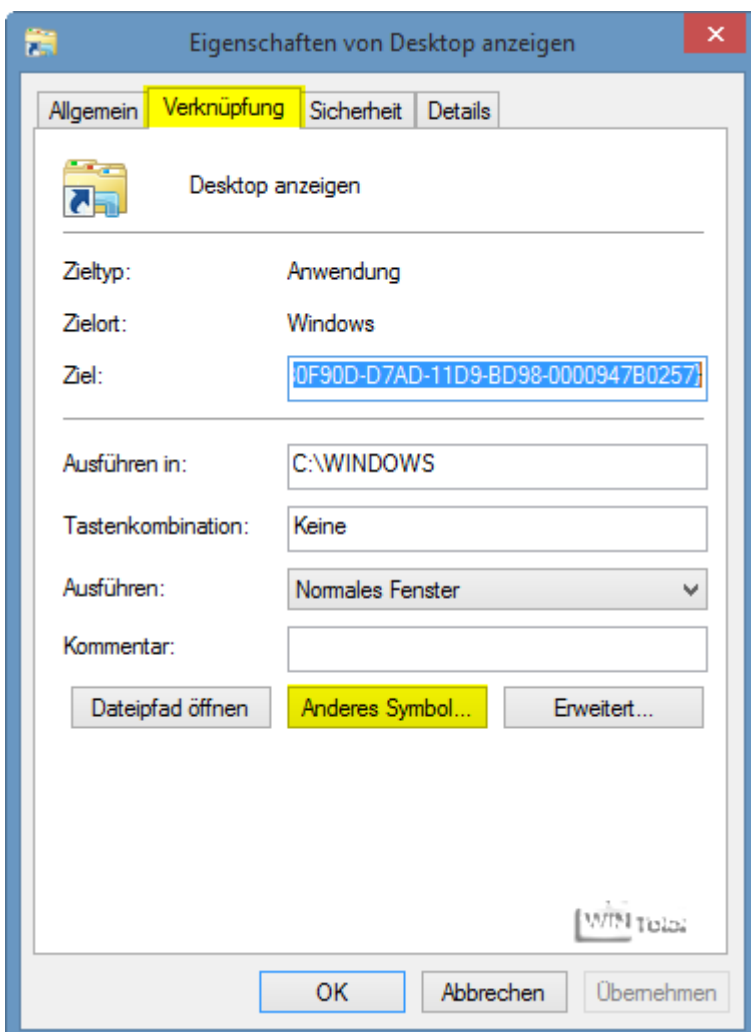 Eigenschaften von Desktop anzeigen
Allgemein Verknüpfung Sicherheit Details
Desktop anzeigen
Zieltyp: Anwendung
Zielort: Windows
Ziel: 0F90D-D7AD-11D9-BD98-0000947B0257}
Ausführen in: C:\WINDOWS
Tastenkombination: Keine
Ausführen: Normales Fenster
Kommentar:
Dateipfad öffnen Anderes Symbol... Erweitert...
WIN
OK Abbrechen Übernehmen